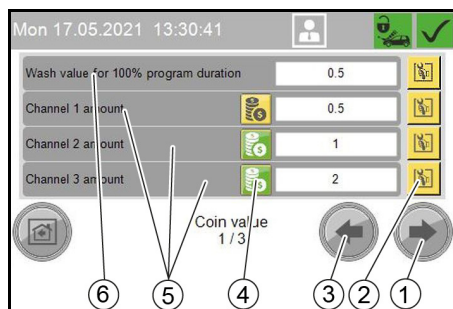 Mon 17.05.2021 13:30:41
Wash value for 100% program duration 0.5
Channel 1 amount 0.5
Channel 2 amount 1
Channel 3 amount 2
Coin value
1 / 3
6 5 4 3 2 1